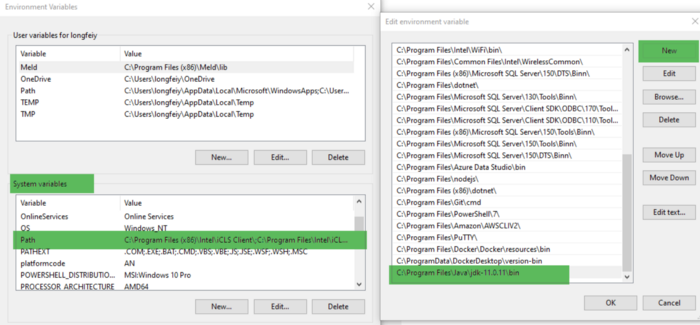 Environment Variables
User variables for longfeiy
Variable Value
Meld C:\Program Files (x86)\Meld\lib
OneDrive C:\Users\longfeiy\OneDrive
Path C:\Users\longfeiy\AppData\Local\Microsoft\WindowsApps;C:\User...
TEMP C:\Users\longfeiy\AppData\Local\Temp
TMP C:\Users\longfeiy\AppData\Local\Temp
New... Edit... Delete
System variables
Variable Value
OnlineServices Online Services
OS Windows_NT
Path C:\Program Files (x86)\Intel\iCLS Client\;C:\Program Files\Intel\iCL...
PATHEXT .COM;.EXE;.BAT;.CMD;.VBS;.VBE;.JS;.JSE;.WSF;.WSH;.MSC
platformcode AN
POWERSHELL_DISTRIBUTIO... MSI:Windows 10 Pro
PROCESSOR_ARCHITECTURE AMD64
New... Edit... Delete
Edit environment variable
C:\Program Files\Intel\WiFi\bin\
C:\Program Files\Common Files\Intel\WirelessCommon\
C:\Program Files (x86)\Microsoft SQL Server\150\DTS\Binn\
C:\Program Files\dotnet\
C:\Program Files\Microsoft SQL Server\130\Tools\Binn\
C:\Program Files\Microsoft SQL Server\Client SDK\ODBC\170\Tool...
C:\Program Files\Microsoft SQL Server\Client SDK\ODBC\110\Tool...
C:\Program Files (x86)\Microsoft SQL Server\150\Tools\Binn\
C:\Program Files\Microsoft SQL Server\150\Tools\Binn\
C:\Program Files\Microsoft SQL Server\150\DTS\Binn\
C:\Program Files\Azure Data Studio\bin
C:\Program Files\nodejs\
C:\Program Files (x86)\dotnet\
C:\Program Files\Git\cmd
C:\Program Files\PowerShell\7\
C:\Program Files\Amazon\AWSCLIV2\
C:\Program Files\PuTTY\
C:\Program Files\Docker\Docker\resources\bin
C:\ProgramData\DockerDesktop\version-bin
C:\Program Files\Java\jdk-11.0.11\bin
New
Edit
Browse...
Delete
Move Up
Move Down
Edit text...
OK Cancel